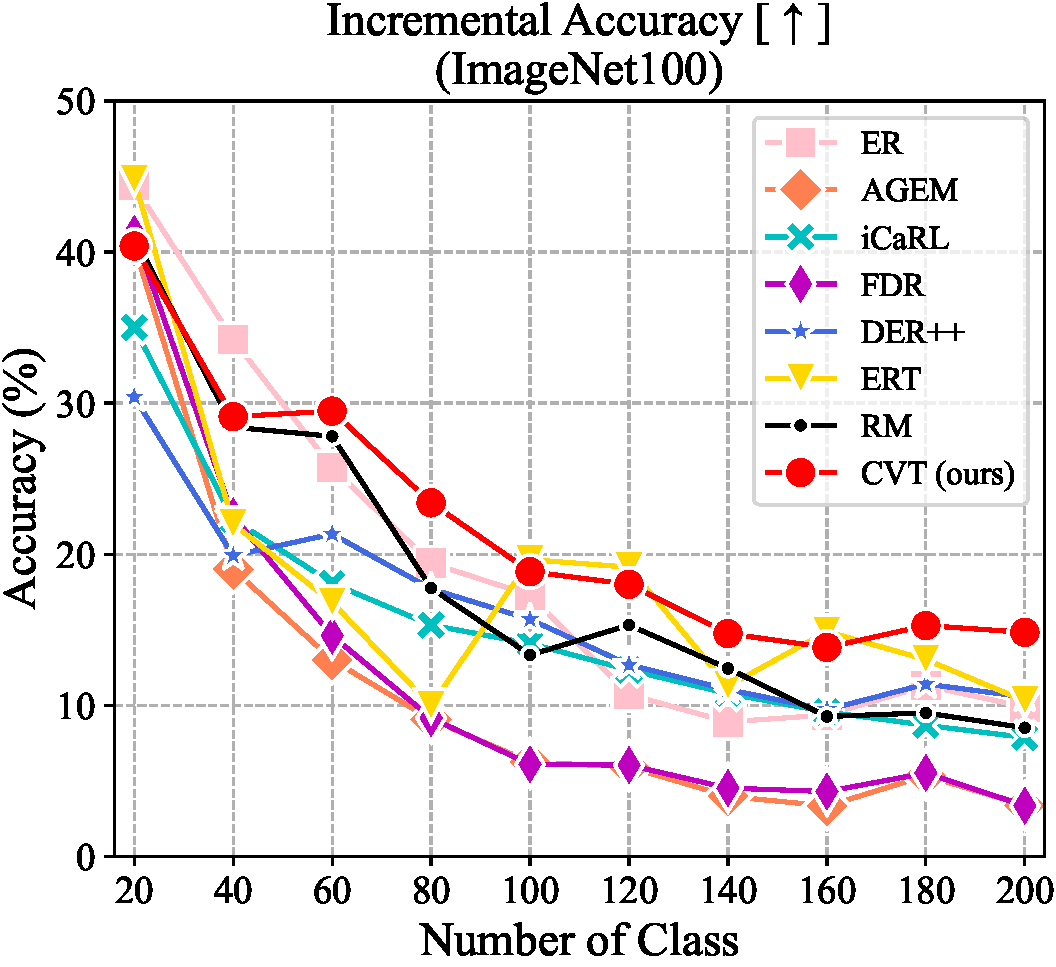 Incremental Accuracy [ ↑ ]
(ImageNet100)
50
40
30
20
10
0
Accuracy (%)
ER
AGEM
iCaRL
FDR
DER++
ERT
RM
CVT (ours)
20 40 60 80 100 120 140 160 180 200
Number of Class